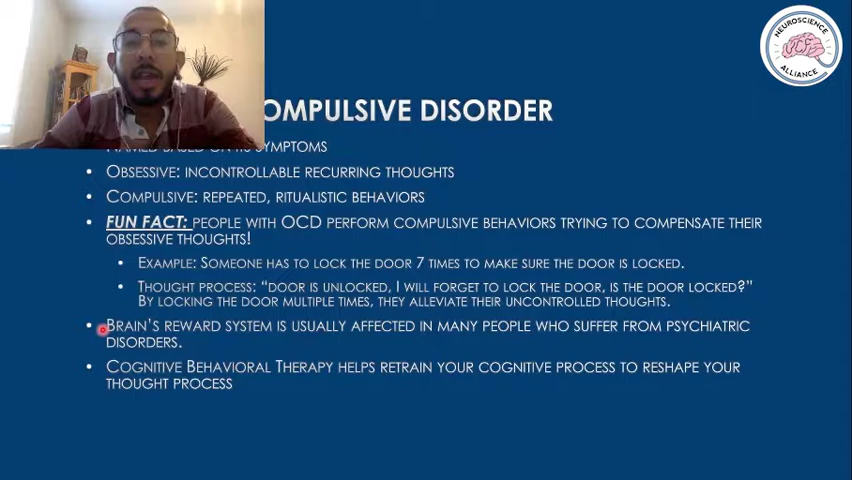 NEUROSCIENCE
ALLIANCE
OMPULSIVE DISORDER
NAMED BASED ON ITS SYMPTOMS
• OBSESSIVE: INCONTROLLABLE RECURRING THOUGHTS
• COMPULSIVE: REPEATED, RITUALISTIC BEHAVIORS
• FUN FACT: PEOPLE WITH OCD PERFORM COMPULSIVE BEHAVIORS TRYING TO COMPENSATE THEIR
OBSESSIVE THOUGHTS!
• EXAMPLE: SOMEONE HAS TO LOCK THE DOOR 7 TIMES TO MAKE SURE THE DOOR IS LOCKED.
• THOUGHT PROCESS: “DOOR IS UNLOCKED, I WILL FORGET TO LOCK THE DOOR, IS THE DOOR LOCKED?”
BY LOCKING THE DOOR MULTIPLE TIMES, THEY ALLEVIATE THEIR UNCONTROLLED THOUGHTS.
• BRAIN’S REWARD SYSTEM IS USUALLY AFFECTED IN MANY PEOPLE WHO SUFFER FROM PSYCHIATRIC
DISORDERS.
• COGNITIVE BEHAVIORAL THERAPY HELPS RETRAIN YOUR COGNITIVE PROCESS TO RESHAPE YOUR
THOUGHT PROCESS